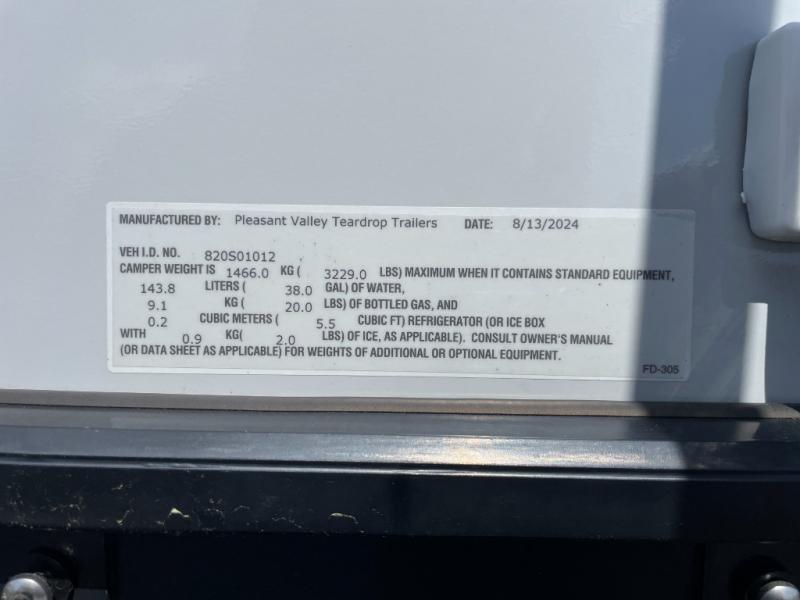 MANUFACTURED BY: Pleasant Valley Teardrop Trailers DATE: 8/13/2024
VEH I.D. NO. 820S01012
CAMPER WEIGHT IS 1466.0 KG ( 3229.0 LBS) MAXIMUM WHEN IT CONTAINS STANDARD EQUIPMENT,
143.8 LITERS ( 38.0 GAL) OF WATER,
9.1 KG ( 20.0 LBS) OF BOTTLED GAS, AND
0.2 CUBIC METERS ( 5.5 CUBIC FT) REFRIGERATOR (OR ICE BOX
WITH 0.9 KG( 2.0 LBS) OF ICE, AS APPLICABLE). CONSULT OWNER'S MANUAL
(OR DATA SHEET AS APPLICABLE) FOR WEIGHTS OF ADDITIONAL OR OPTIONAL EQUIPMENT.
FD-305